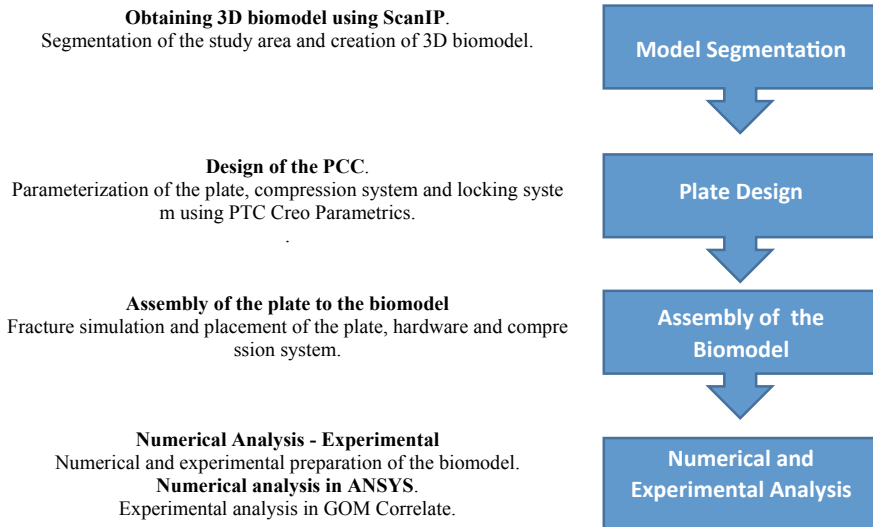 Obtaining 3D biomodel using ScanIP.
Segmentation of the study area and creation of 3D biomodel.
Model Segmentation
Design of the PCC.
Parameterization of the plate, compression system and locking syste
m using PTC Creo Parametrics.
.
Plate Design
Assembly of the plate to the biomodel
Fracture simulation and placement of the plate, hardware and compre
ssion system.
Assembly of the
Biomodel
Numerical Analysis - Experimental
Numerical and experimental preparation of the biomodel.
Numerical analysis in ANSYS.
Experimental analysis in GOM Correlate.
Numerical and
Experimental Analysis